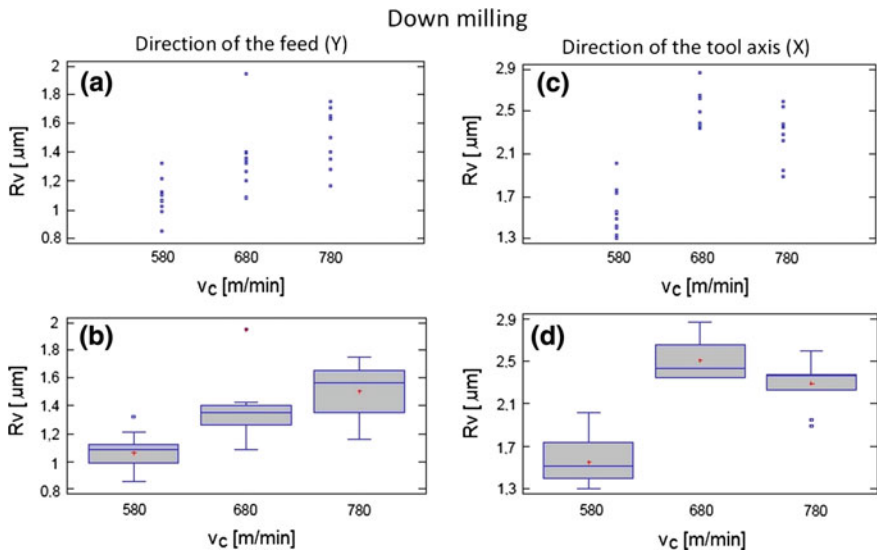 Down milling
Direction of the feed (Y)
Direction of the tool axis (X)
(a)
2
1.8
1.6
1.4
1.2
1
0.8
Rv [µm]
580 680 780
vc [m/min]
(c)
2.9
2.5
2.1
1.7
1.3
Rv [µm]
580 680 780
vc [m/min]
(b)
2
1.8
1.6
1.4
1.2
1
0.8
Rv [µm]
580 680 780
vc [m/min]
(d)
2.9
2.5
2.1
1.7
1.3
Rv [µm]
580 680 780
vc [m/min]